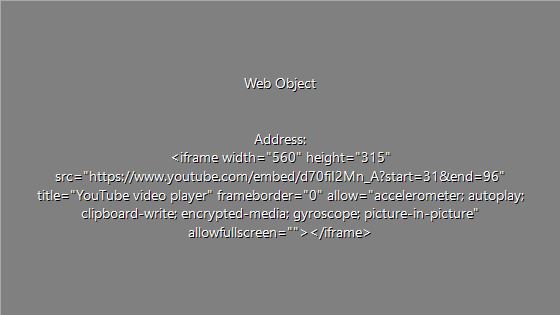 Web Object
Address:
<iframe width="560" height="315"
src="https://www.youtube.com/embed/d70fiI2Mn_A?start=31&end=96"
title="YouTube video player" frameborder="0" allow="accelerometer; autoplay;
clipboard-write; encrypted-media; gyroscope; picture-in-picture"
allowfullscreen=""></iframe>